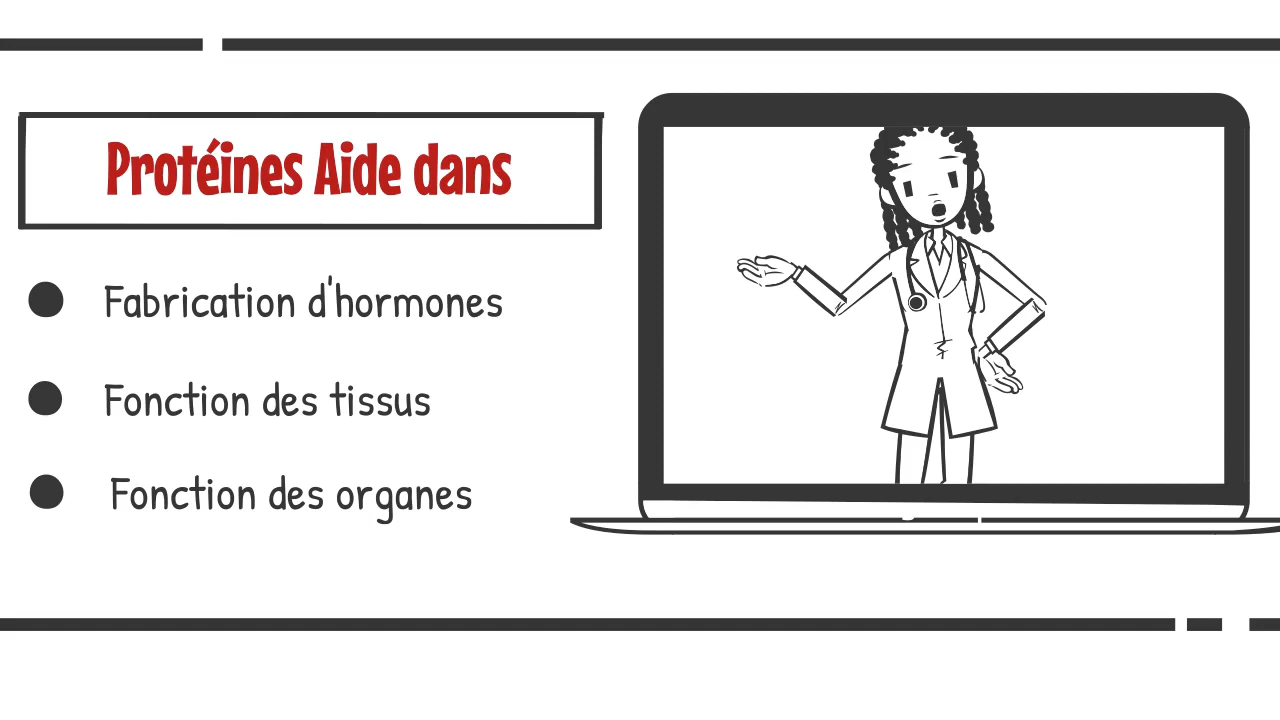 Protéines Aide dans
Fabrication d'hormones
Fonction des tissus
Fonction des organes